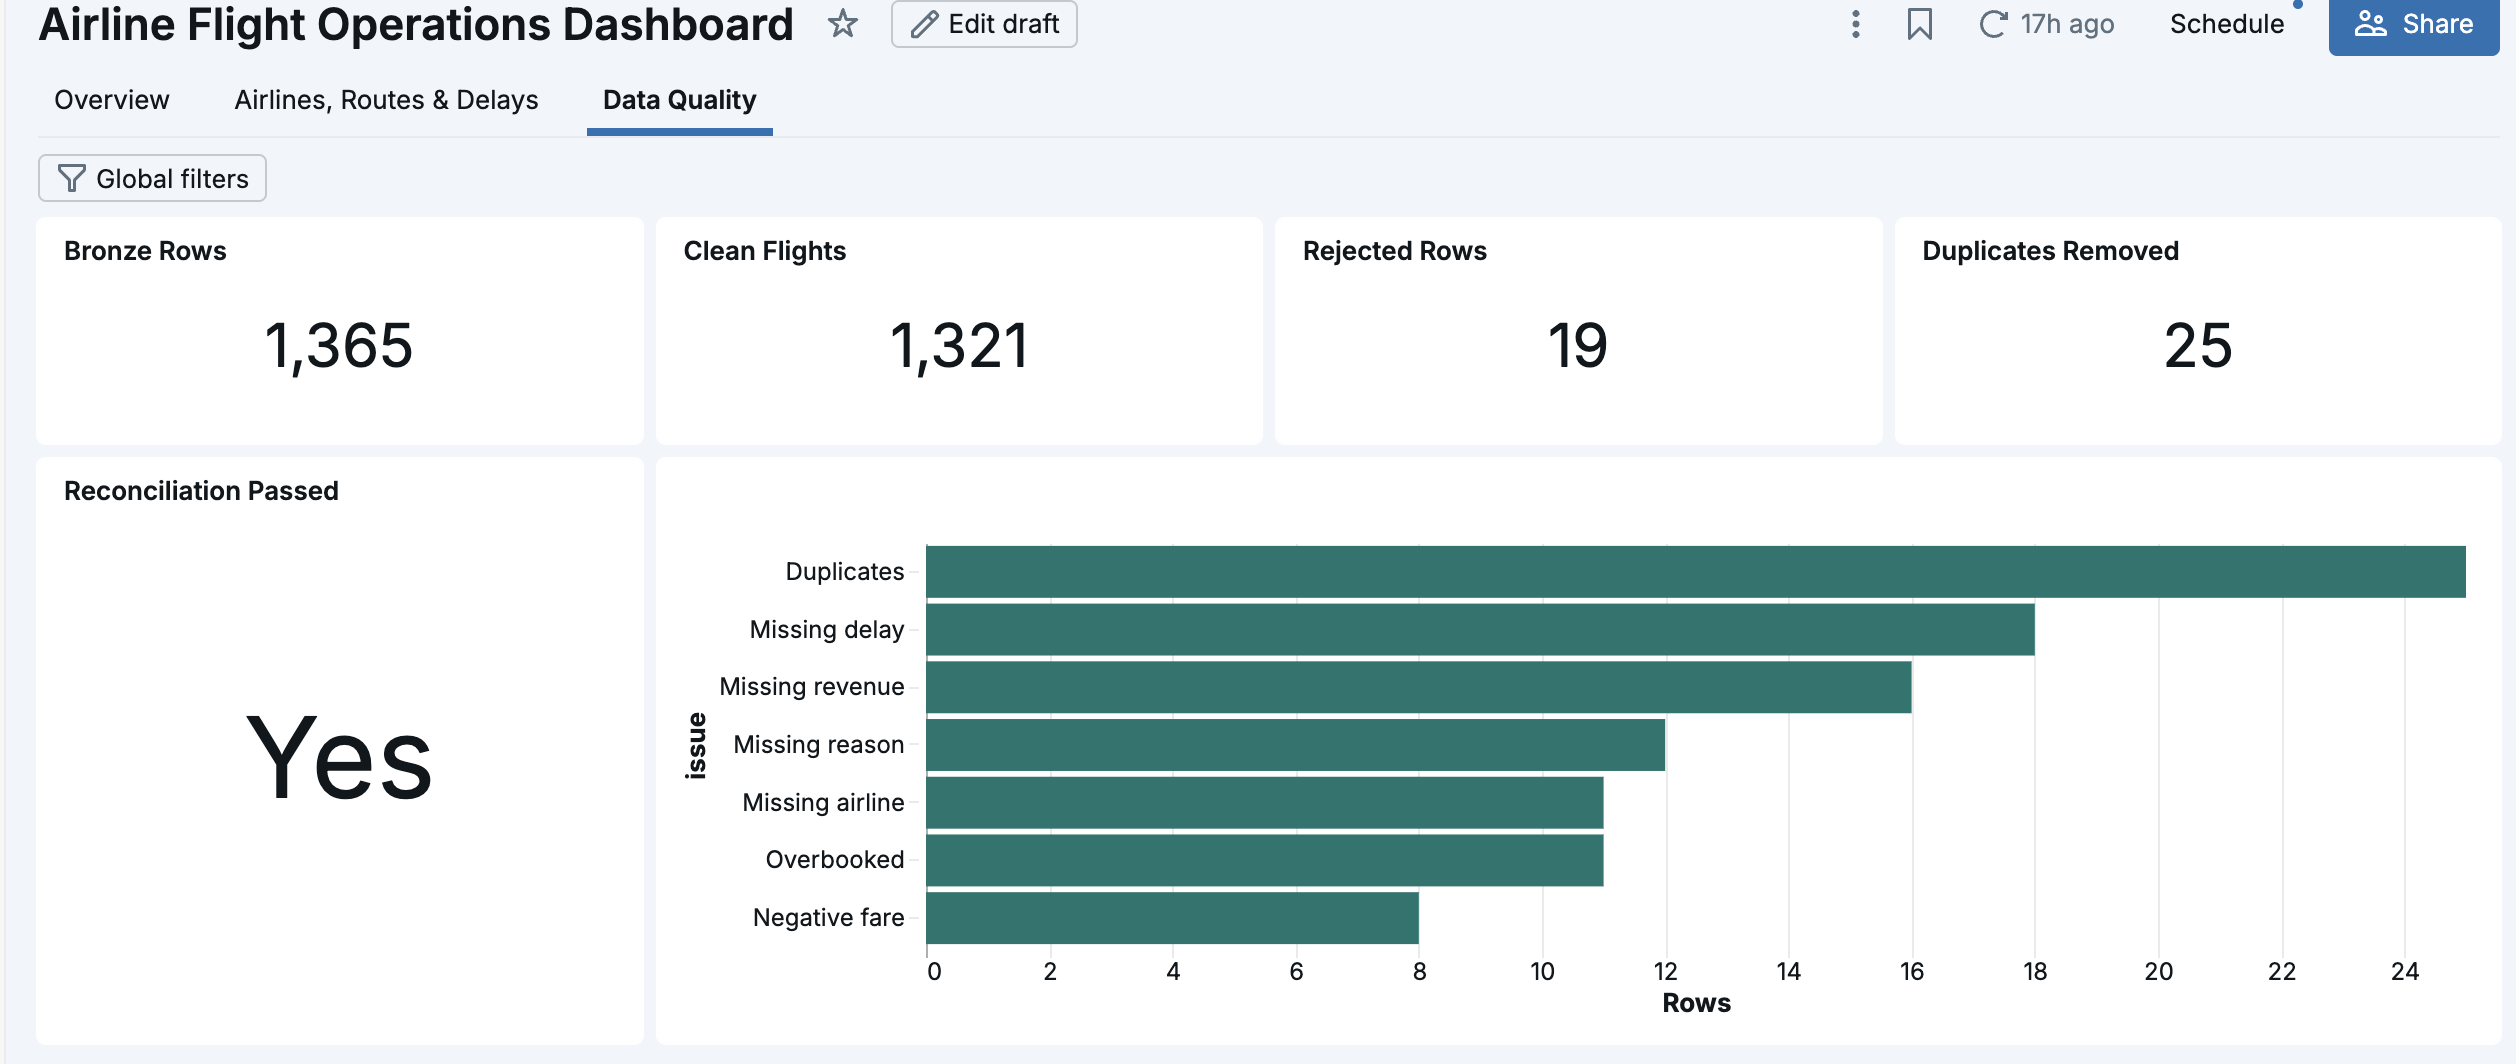 Airline Flight Operations Dashboard
Edit draft
17h ago
Schedule
Share
Overview
Airlines, Routes & Delays
Data Quality
Global filters
Bronze Rows
1,365
Clean Flights
1,321
Rejected Rows
19
Duplicates Removed
25
Reconciliation Passed
Yes
issue
Duplicates
Missing delay
Missing revenue
Missing reason
Missing airline
Overbooked
Negative fare
0 2 4 6 8 10 12 14 16 18 20 22 24
Rows